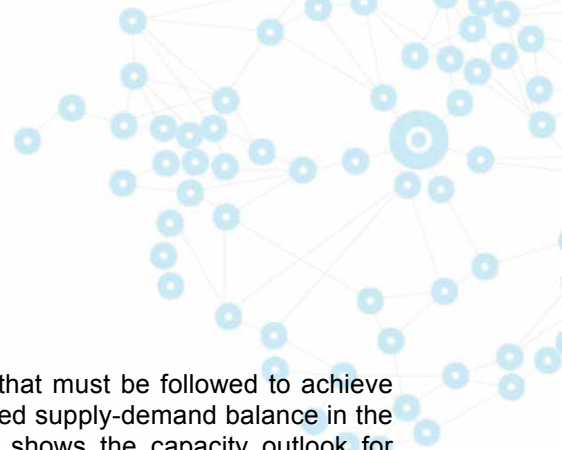 that must be followed to achieve
ed supply-demand balance in the
shows the capacity outlook for